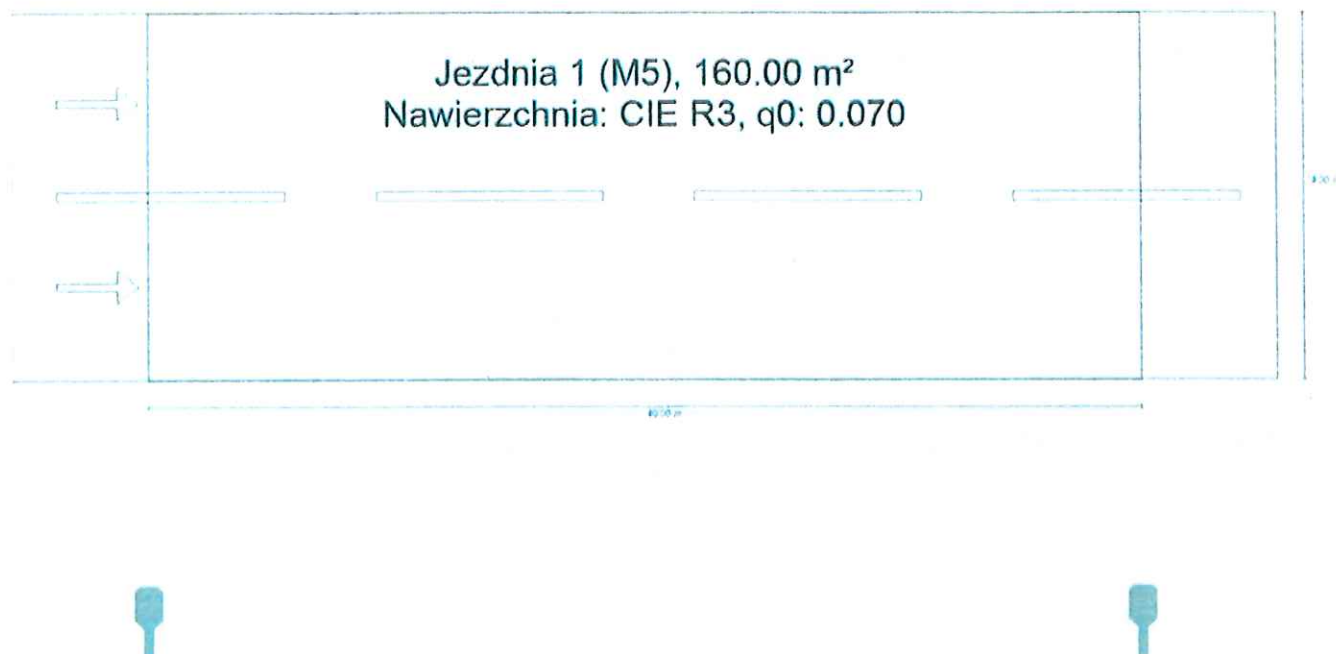 Jezdnia 1 (M5), 160.00 m²
Nawierzchnia: CIE R3, q0: 0.070